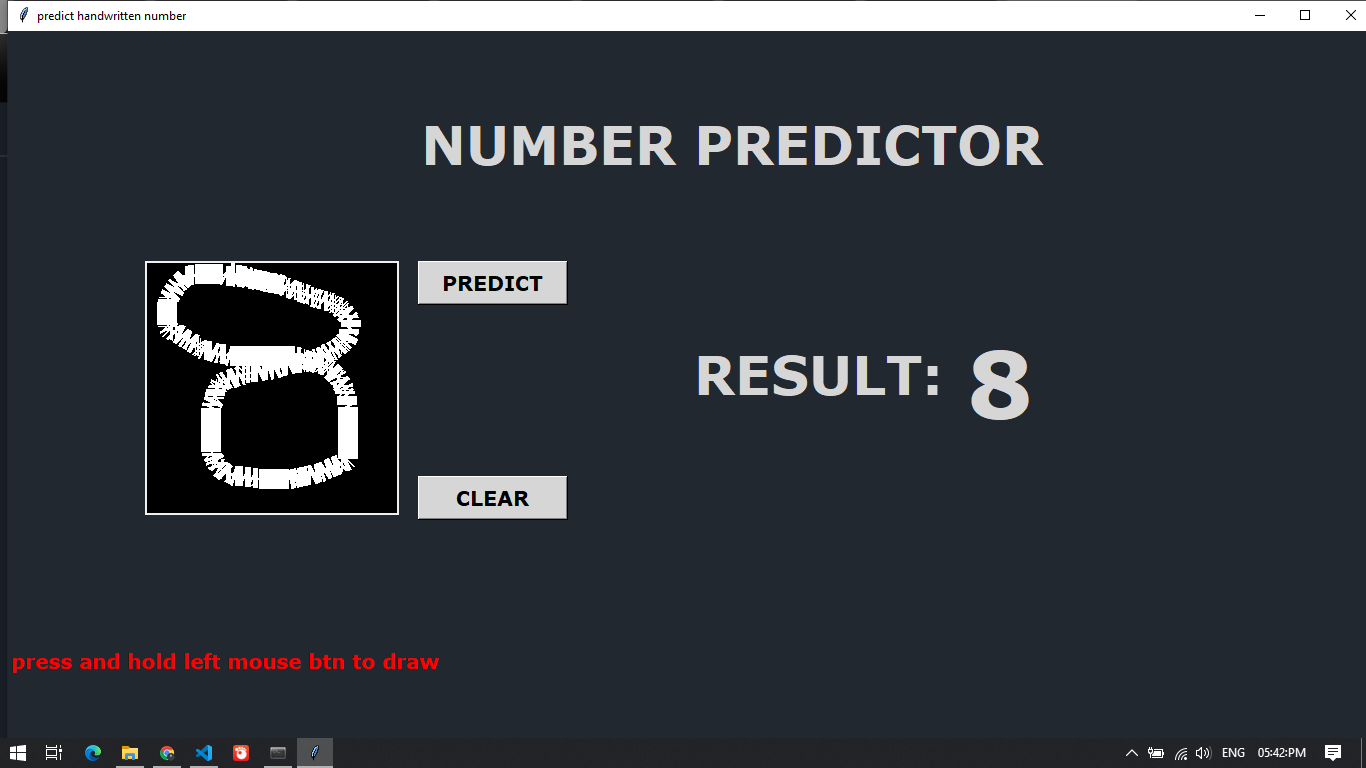 predict handwritten number
NUMBER PREDICTOR
8
PREDICT
RESULT: 8
CLEAR
press and hold left mouse btn to draw
ENG 05:42:PM